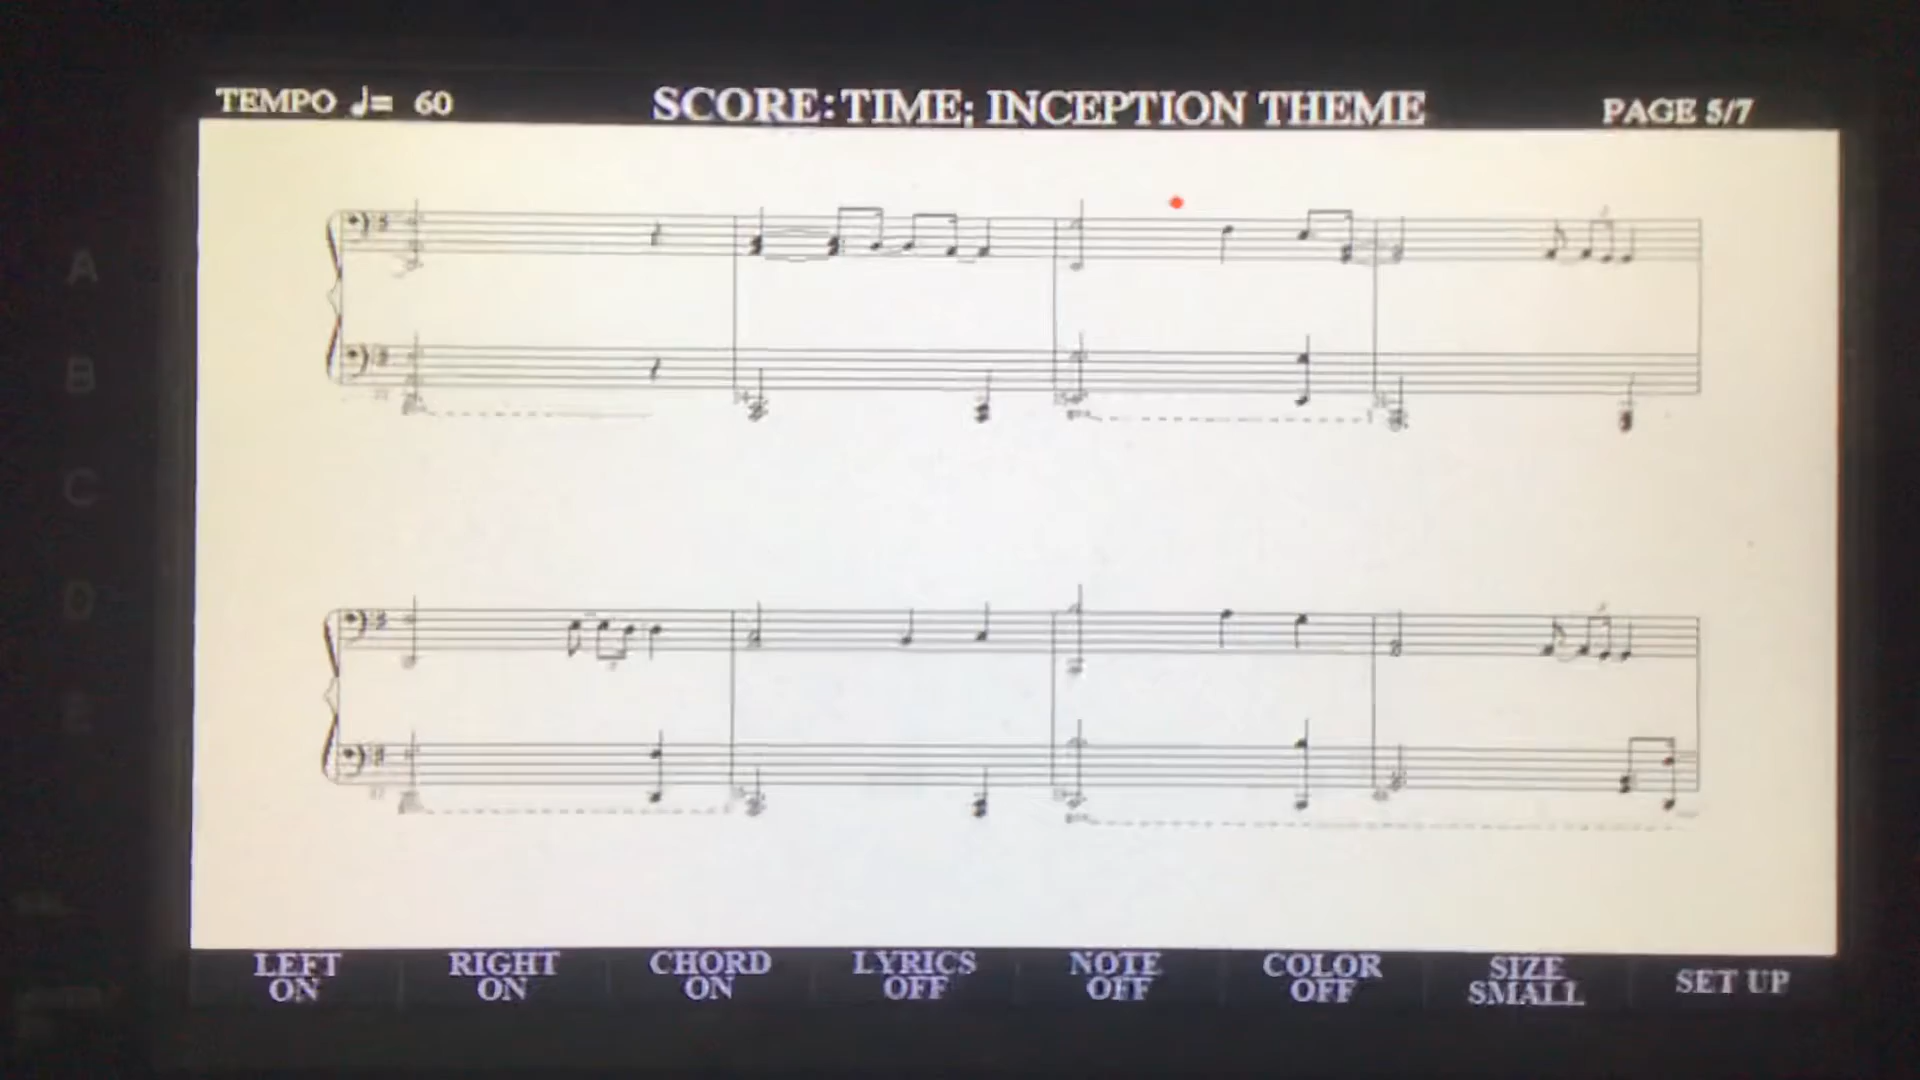 TEMPO ♩= 60
SCORE:TIME; INCEPTION THEME
PAGE 5/7
A
B
C
D
E
LEFT ON
RIGHT ON
CHORD ON
LYRICS OFF
NOTE OFF
COLOR OFF
SIZE SMALL
SET UP